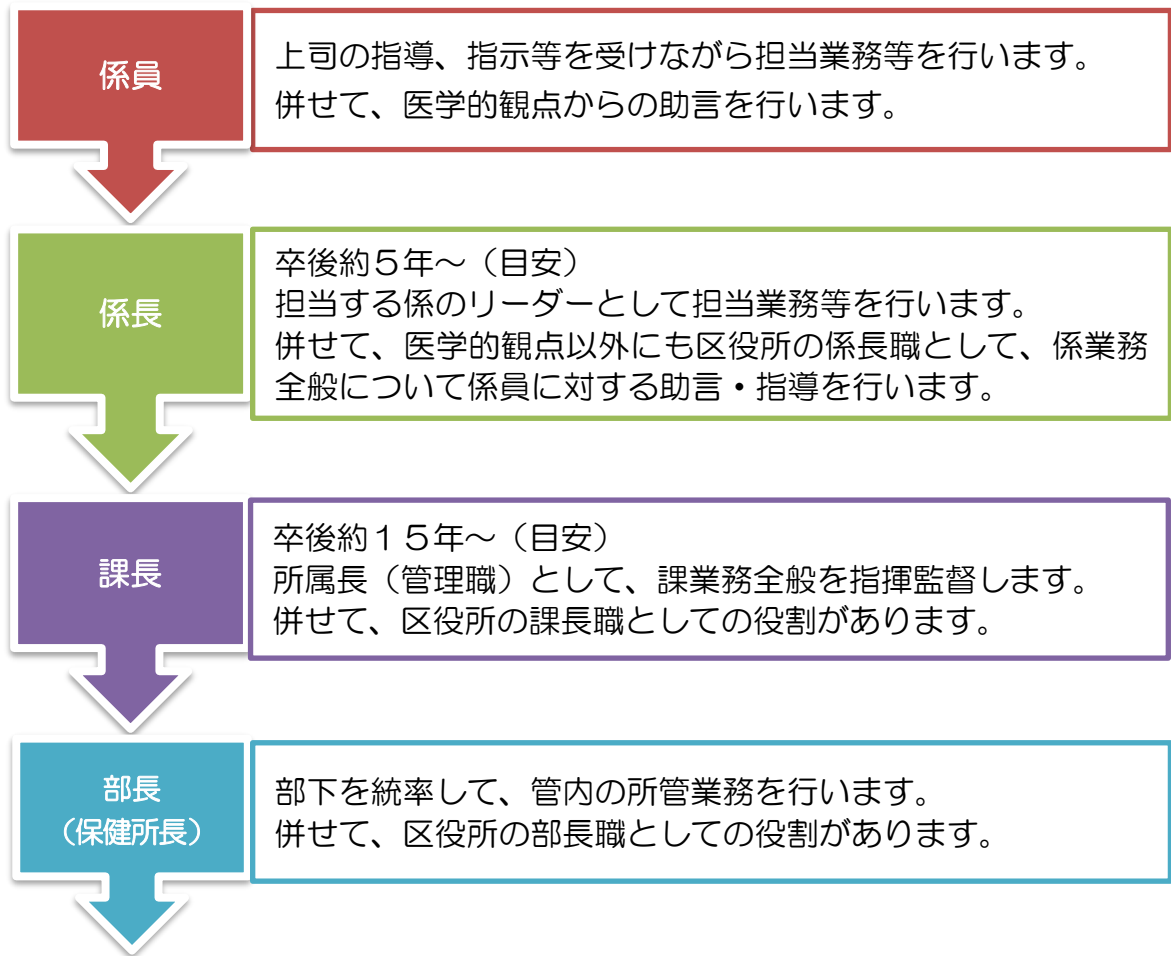 係員
上司の指導、指示等を受けながら担当業務等を行います。
併せて、医学的観点からの助言を行います。
係長
卒後約５年～（目安）
担当する係のリーダーとして担当業務等を行います。
併せて、医学的観点以外にも区役所の係長職として、係業務
全般について係員に対する助言・指導を行います。
課長
卒後約１５年～（目安）
所属長（管理職）として、課業務全般を指揮監督します。
併せて、区役所の課長職としての役割があります。
部長
（保健所長）
部下を統率して、管内の所管業務を行います。
併せて、区役所の部長職としての役割があります。